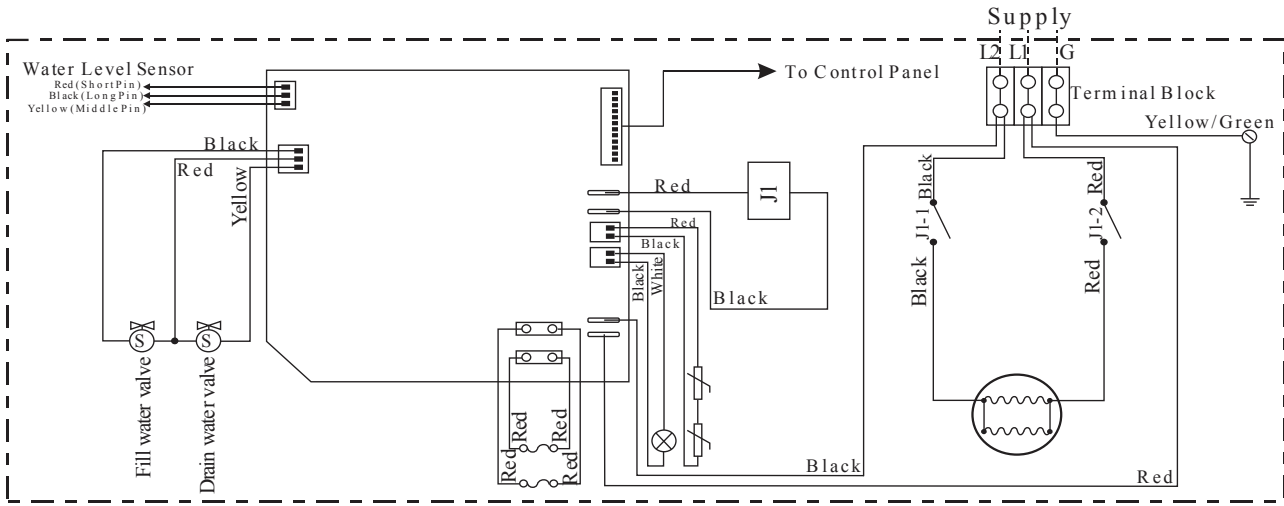 Supply
L2 L1 G
Water Level Sensor
Red(ShortPin)
Black(LongPin)
Yellow(MiddlePin)
To Control Panel
Terminal Block
Yellow/Green
Black
Red
Yellow
Red
J1
Red
Black
Black
White
Black
J1-1
Black
Black
Red
J1-2
Red
S
S
Fill water valve
Drain water valve
Red
Red
Red
Red
Black
Red